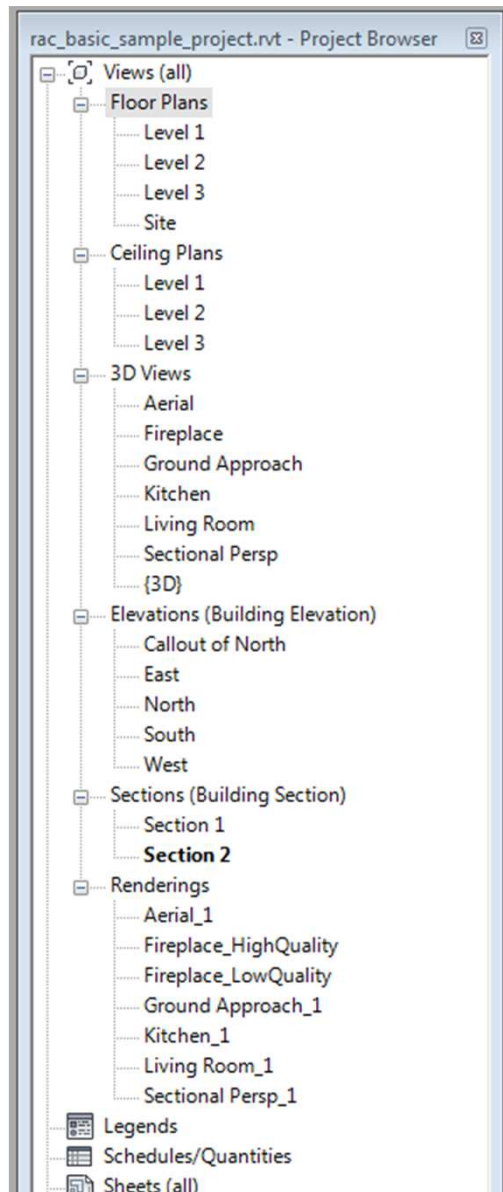 rac_basic_sample_project.rvt - Project Browser
Views (all)
Floor Plans
Level 1
Level 2
Level 3
Site
Ceiling Plans
Level 1
Level 2
Level 3
3D Views
Aerial
Fireplace
Ground Approach
Kitchen
Living Room
Sectional Persp
{3D}
Elevations (Building Elevation)
Callout of North
East
North
South
West
Sections (Building Section)
Section 1
Section 2
Renderings
Aerial_1
Fireplace_HighQuality
Fireplace_LowQuality
Ground Approach_1
Kitchen_1
Living Room_1
Sectional Persp_1
Legends
Schedules/Quantities
Sheets (all)